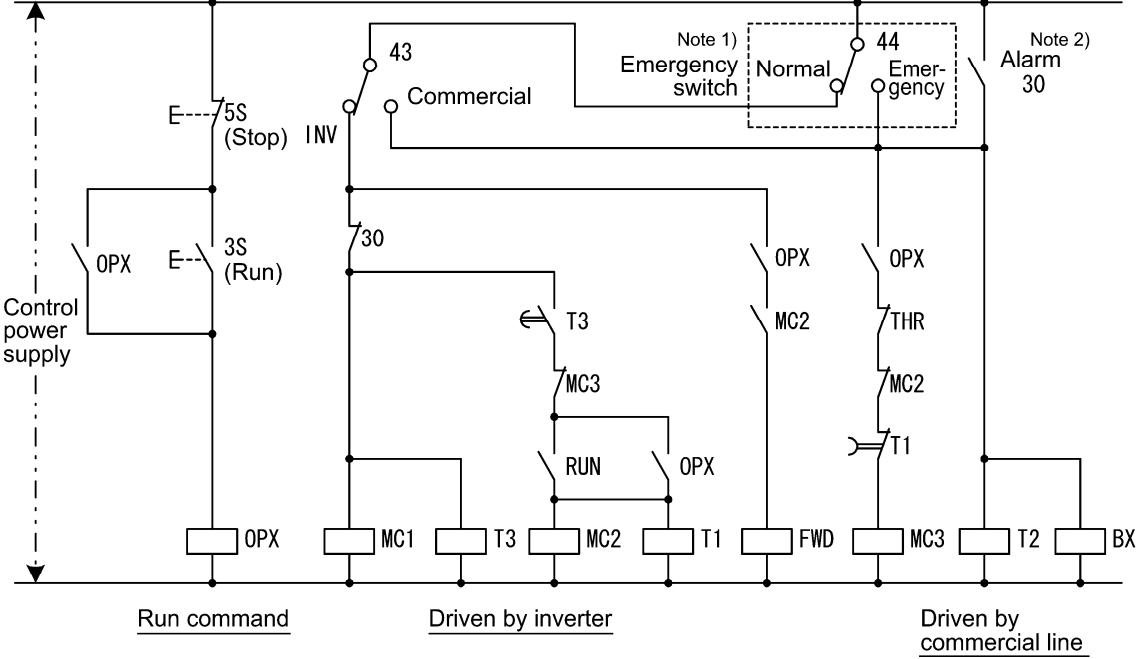 Note 1)
Emergency
switch
43
44
Normal
Emer-
gency
Note 2)
Alarm
30
Commercial
INV
5S
(Stop)
OPX
3S
(Run)
30
OPX
OPX
Control
power
supply
T3
MC2
THR
MC3
MC2
RUN
OPX
T1
OPX
MC1
T3
MC2
T1
FWD
MC3
T2
BX
Run command
Driven by inverter
Driven by
commercial line